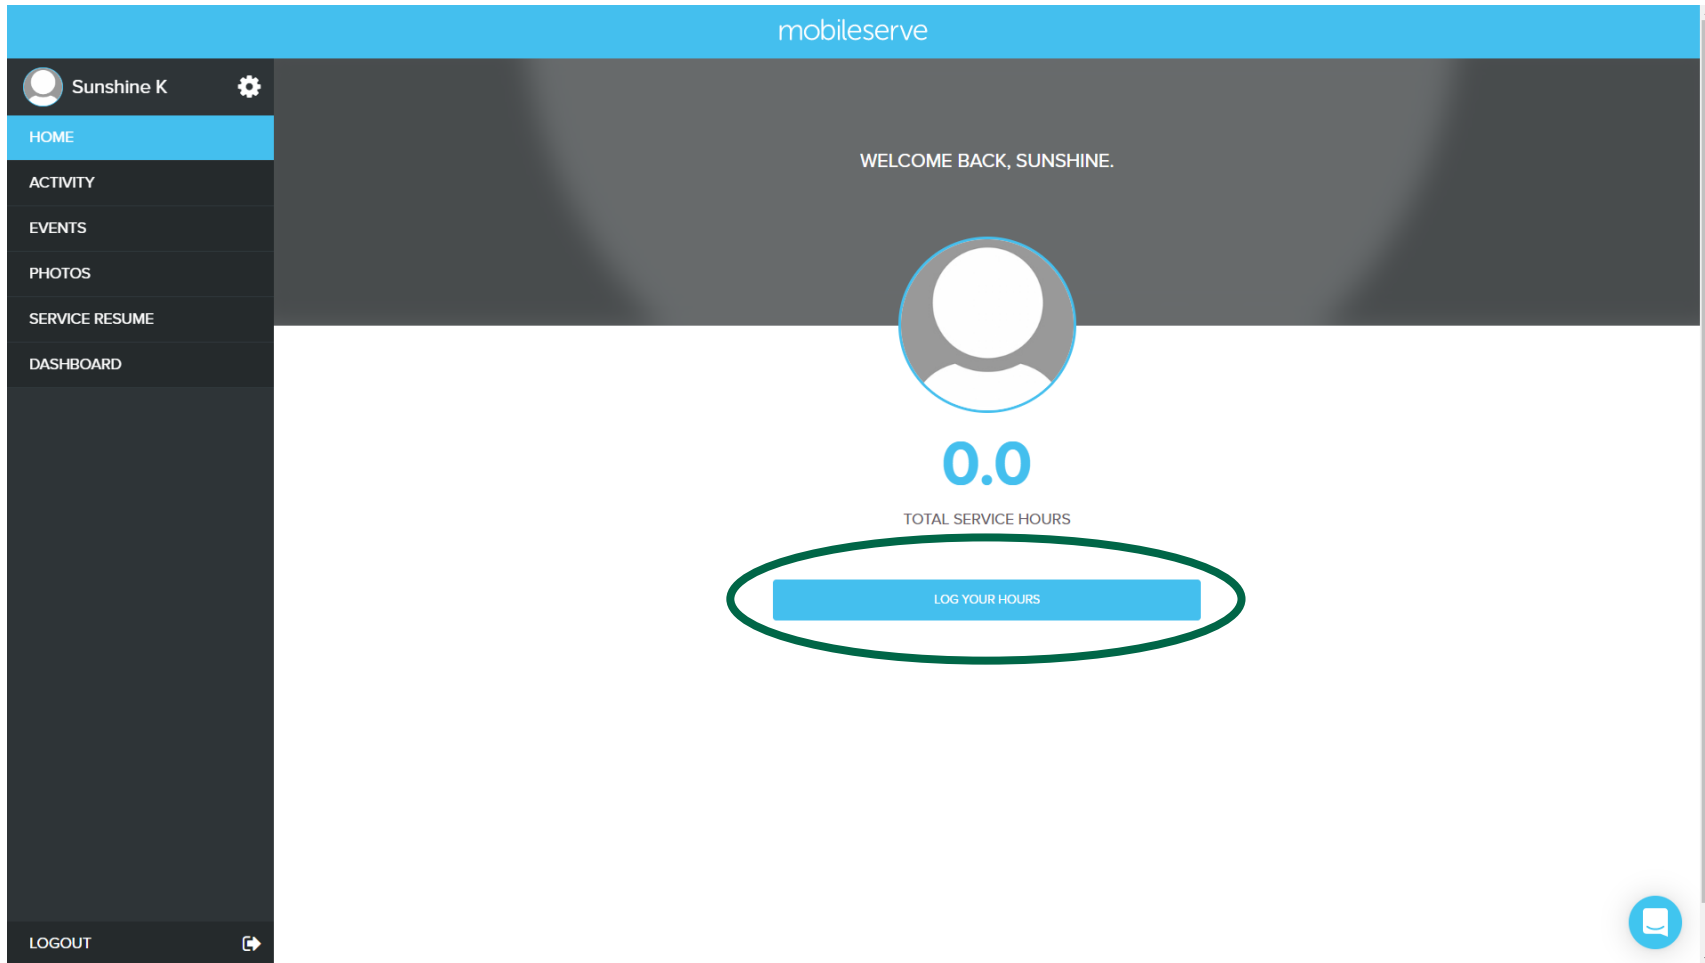 mobileserve
Sunshine K
HOME
ACTIVITY
EVENTS
PHOTOS
SERVICE RESUME
DASHBOARD
LOGOUT
WELCOME BACK, SUNSHINE.
0.0
TOTAL SERVICE HOURS
LOG YOUR HOURS